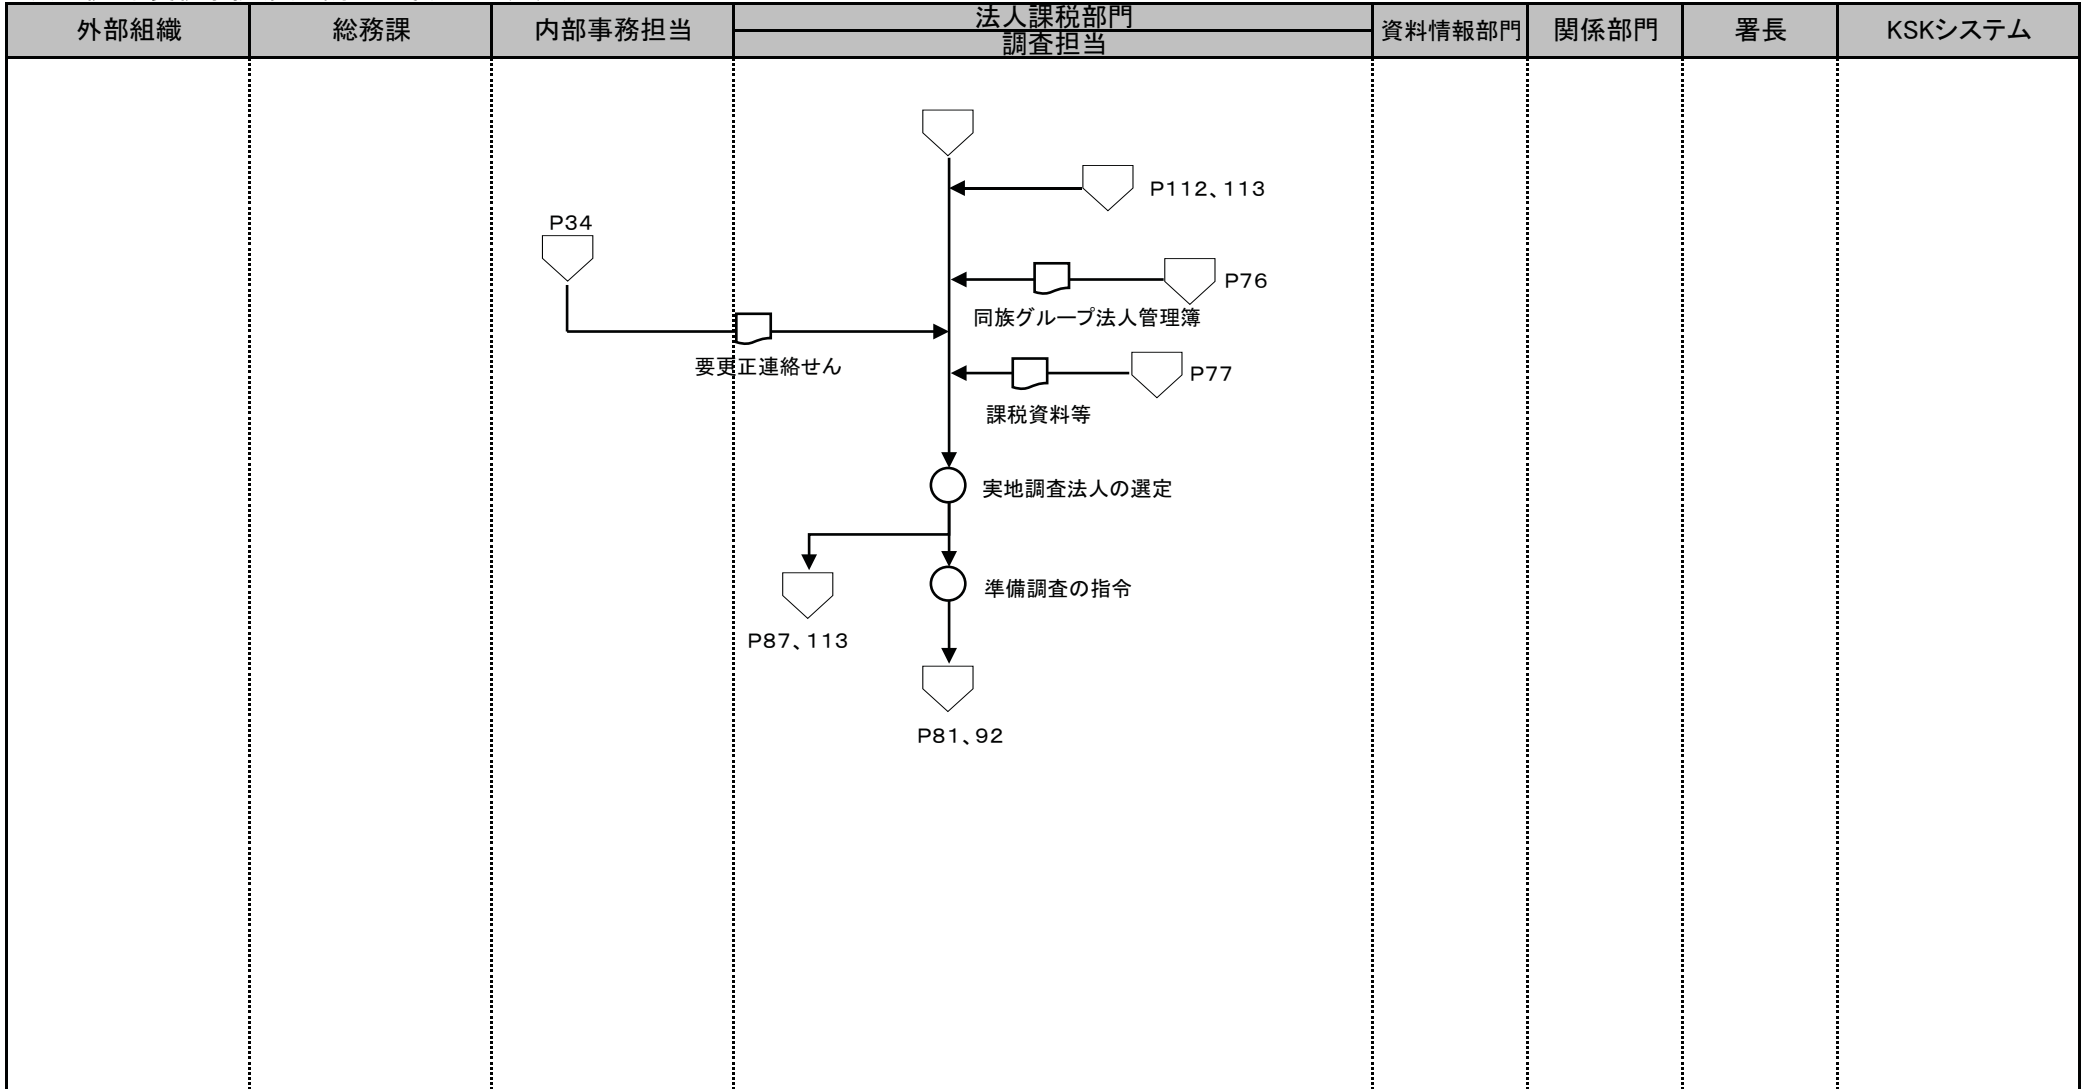 外部組織
総務課
内部事務担当
法人課税部門
調査担当
資料情報部門
関係部門
署長
KSKシステム
P112、113
P34
P76
同族グループ法人管理簿
要更正連絡せん
P77
課税資料等
実地調査法人の選定
準備調査の指令
P87、113
P81、92